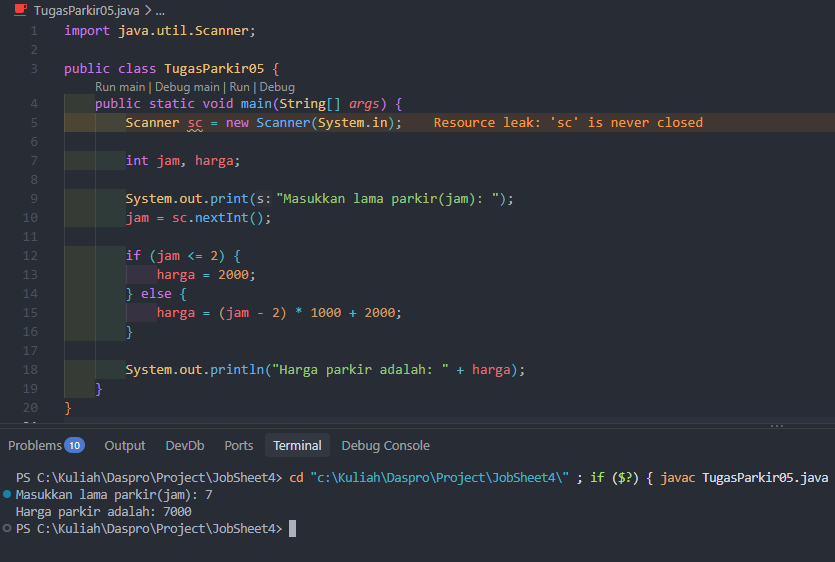 TugasParkir05.java > ...
1 import java.util.Scanner;
2
3 public class TugasParkir05 {
Run main | Debug main | Run | Debug
4 public static void main(String[] args) {
5 Scanner sc = new Scanner(System.in); Resource leak: 'sc' is never closed
6
7 int jam, harga;
8
9 System.out.print(s: "Masukkan lama parkir(jam): ");
10 jam = sc.nextInt();
11
12 if (jam <= 2) {
13 harga = 2000;
14 } else {
15 harga = (jam - 2) * 1000 + 2000;
16 }
17
18 System.out.println("Harga parkir adalah: " + harga);
19 }
20 }
Problems 10 Output DevDb Ports Terminal Debug Console
PS C:\Kuliah\Daspro\Project\JobSheet4> cd "c:\Kuliah\Daspro\Project\JobSheet4\" ; if ($?) { javac TugasParkir05.java
Masukkan lama parkir(jam): 7
Harga parkir adalah: 7000
PS C:\Kuliah\Daspro\Project\JobSheet4>